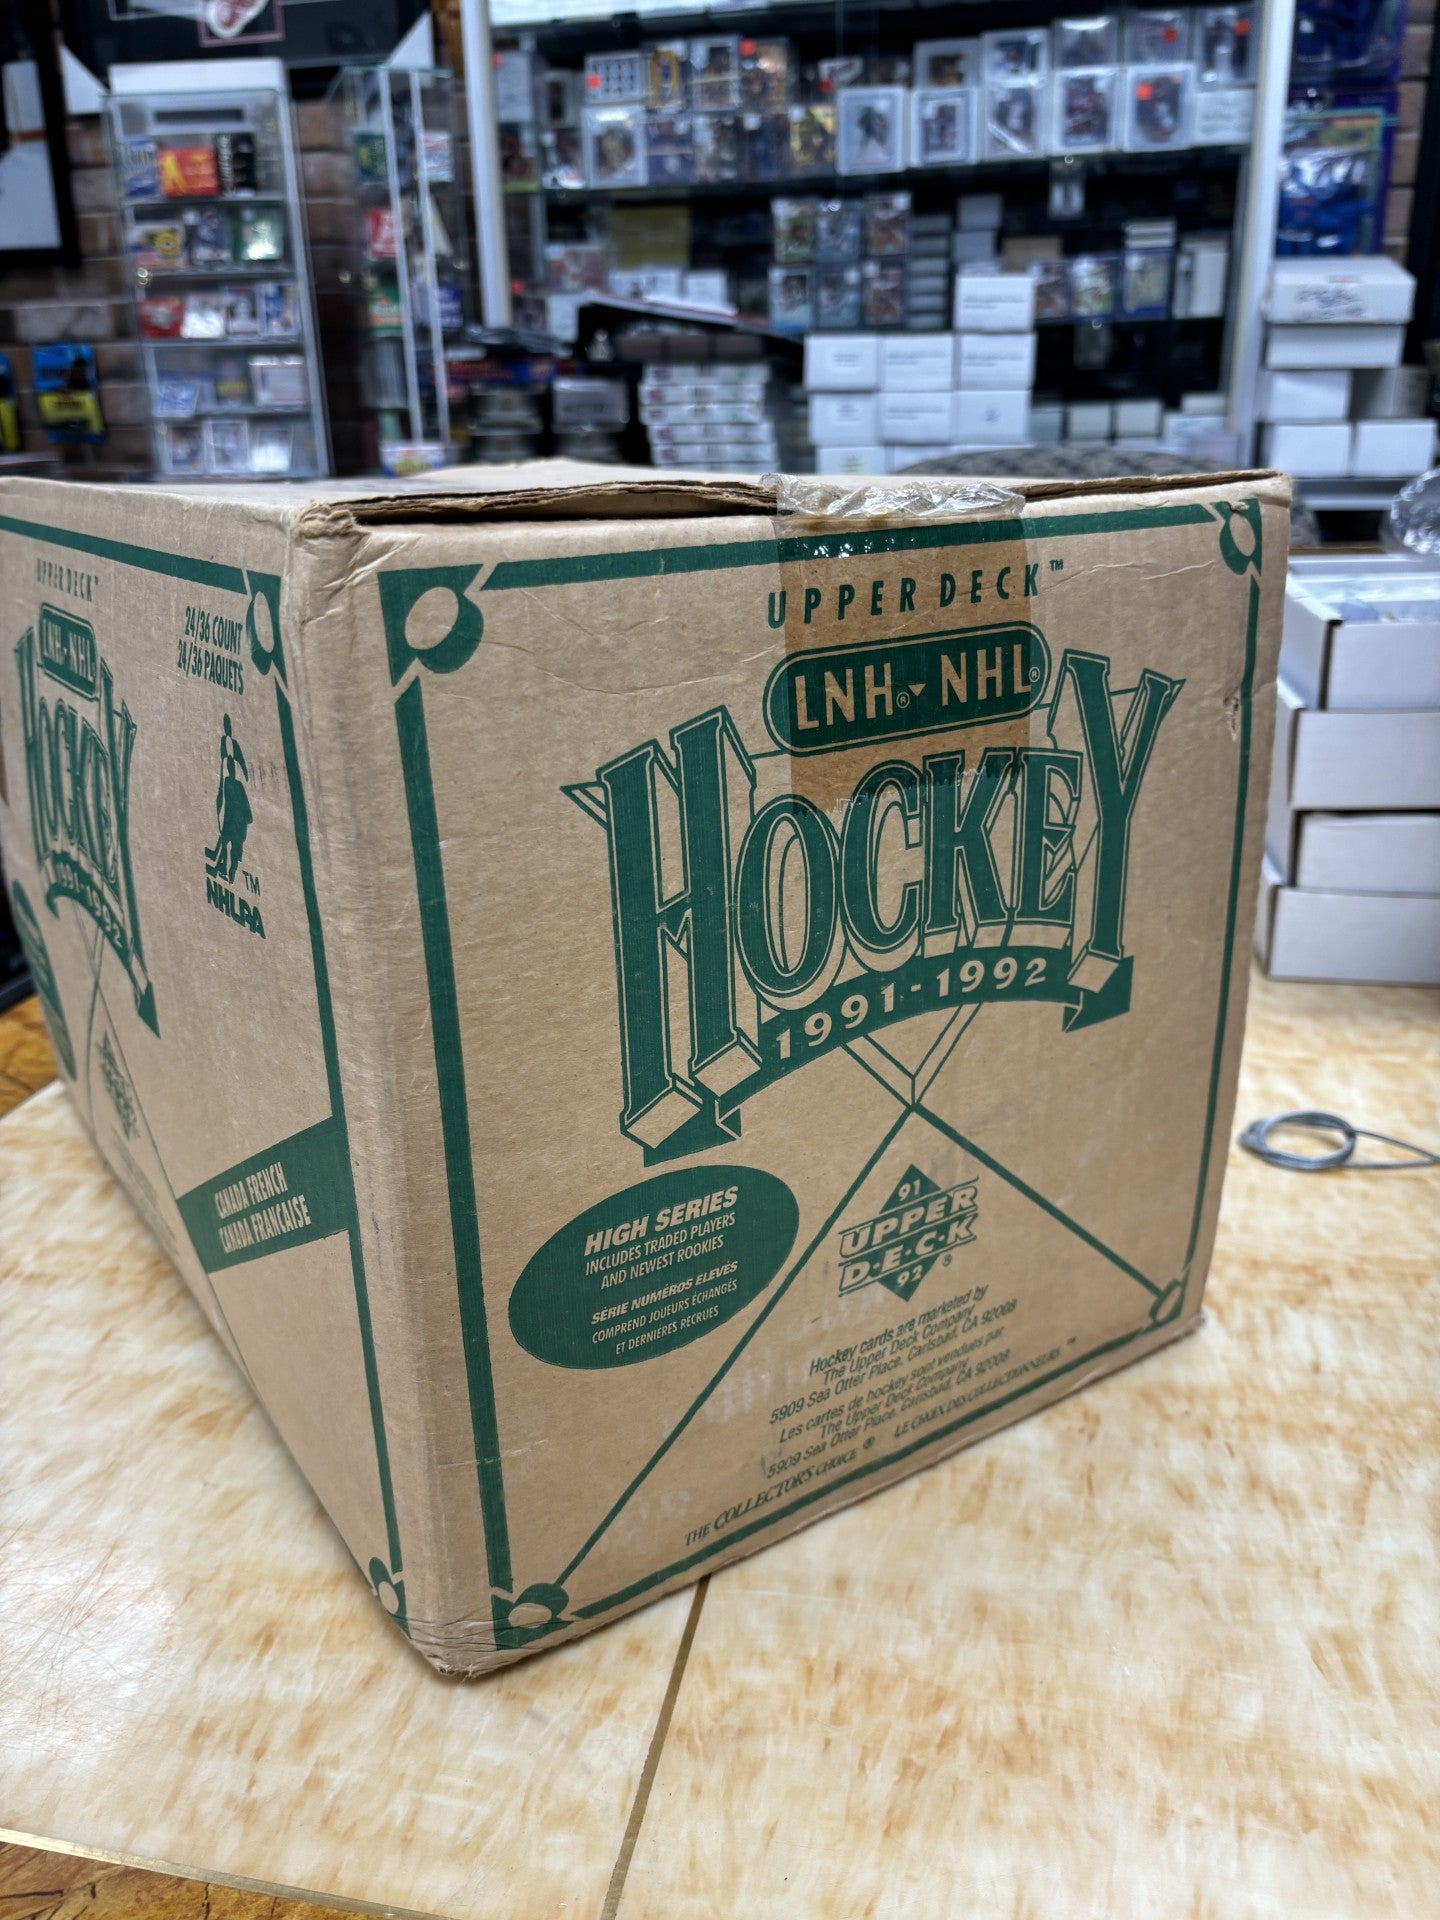 UPPER DECK™
LNH-NHL
HOCKEY
1991-1992
24/36 COUNT
24/36 PAQUETS
TM
NHLPA
CANADA FRENCH
CANADA FRANCAISE
UPPER DECK™
LNH®-NHL®
HOCKEY
1991-1992
HIGH SERIES
INCLUDES TRADED PLAYERS
AND NEWEST ROOKIES
SÉRIE NUMÉROS ÉLEVÉS
COMPREND JOUEURS ÉCHANGÉS
ET DERNIÈRES RECRUES
91
UPPER
D·E·C·K
92 ®
Hockey cards are marketed by
The Upper Deck Company
5909 Sea Otter Place, Carlsbad, CA 92008
Les cartes de hockey sont vendues par
The Upper Deck Company
5909 Sea Otter Place, Carlsbad, CA 92008
THE COLLECTOR'S CHOICE ® LE CHOIX DES COLLECTIONNEURS ™